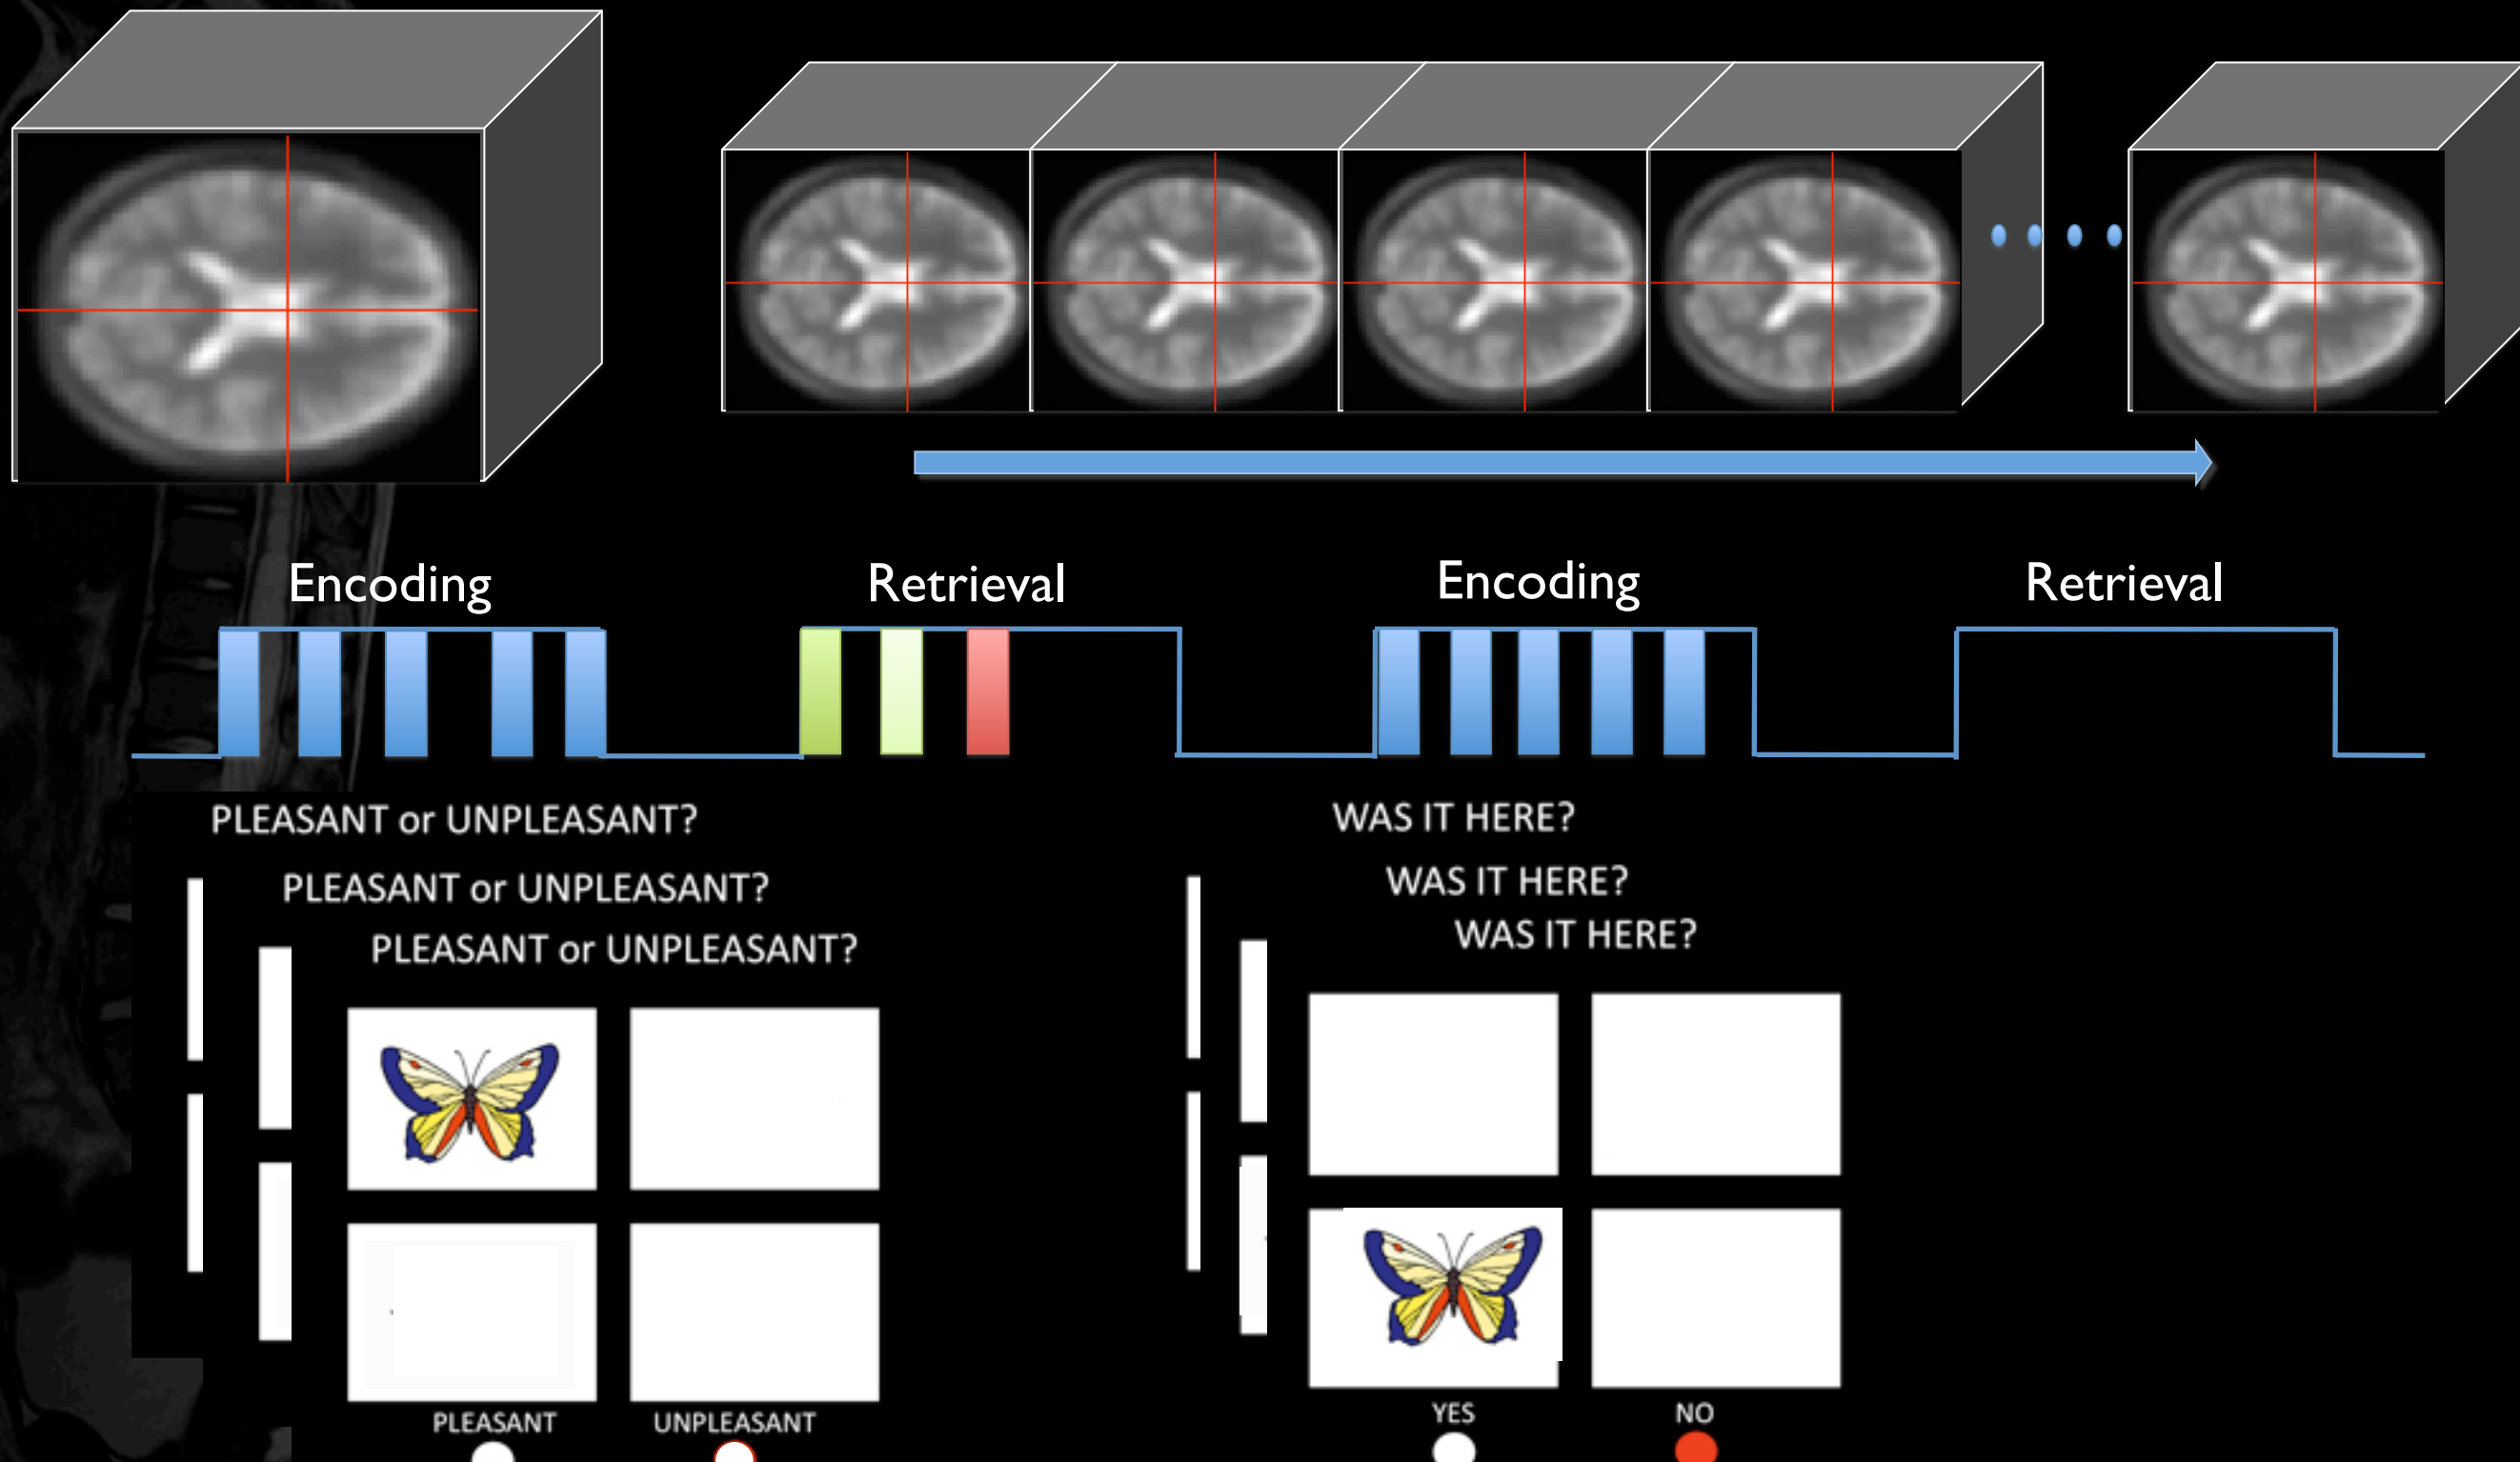 Encoding
Retrieval
Encoding
Retrieval
PLEASANT or UNPLEASANT?
PLEASANT or UNPLEASANT?
PLEASANT or UNPLEASANT?
PLEASANT
UNPLEASANT
WAS IT HERE?
WAS IT HERE?
WAS IT HERE?
YES
NO